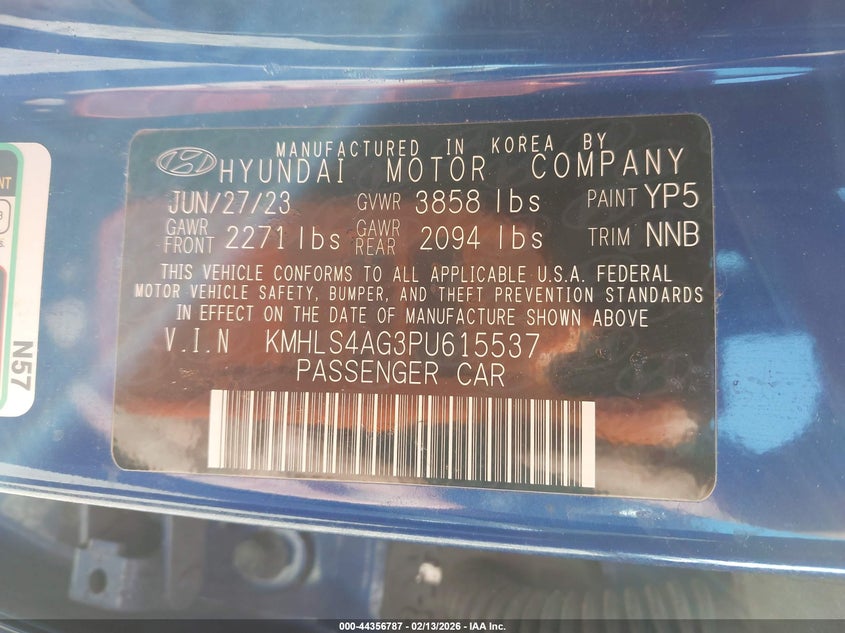 MANUFACTURED IN KOREA BY
HYUNDAI MOTOR COMPANY
JUN/27/23 GVWR 3858 lbs PAINT YP5
GAWR FRONT 2271 lbs GAWR REAR 2094 lbs TRIM NNB
THIS VEHICLE CONFORMS TO ALL APPLICABLE U.S.A. FEDERAL
MOTOR VEHICLE SAFETY, BUMPER, AND THEFT PREVENTION STANDARDS
IN EFFECT ON THE DATE OF MANUFACTURE SHOWN ABOVE
V.I.N KMHLS4AG3PU615537
PASSENGER CAR
N57
000-44356787 - 02/13/2026 - IAA Inc.